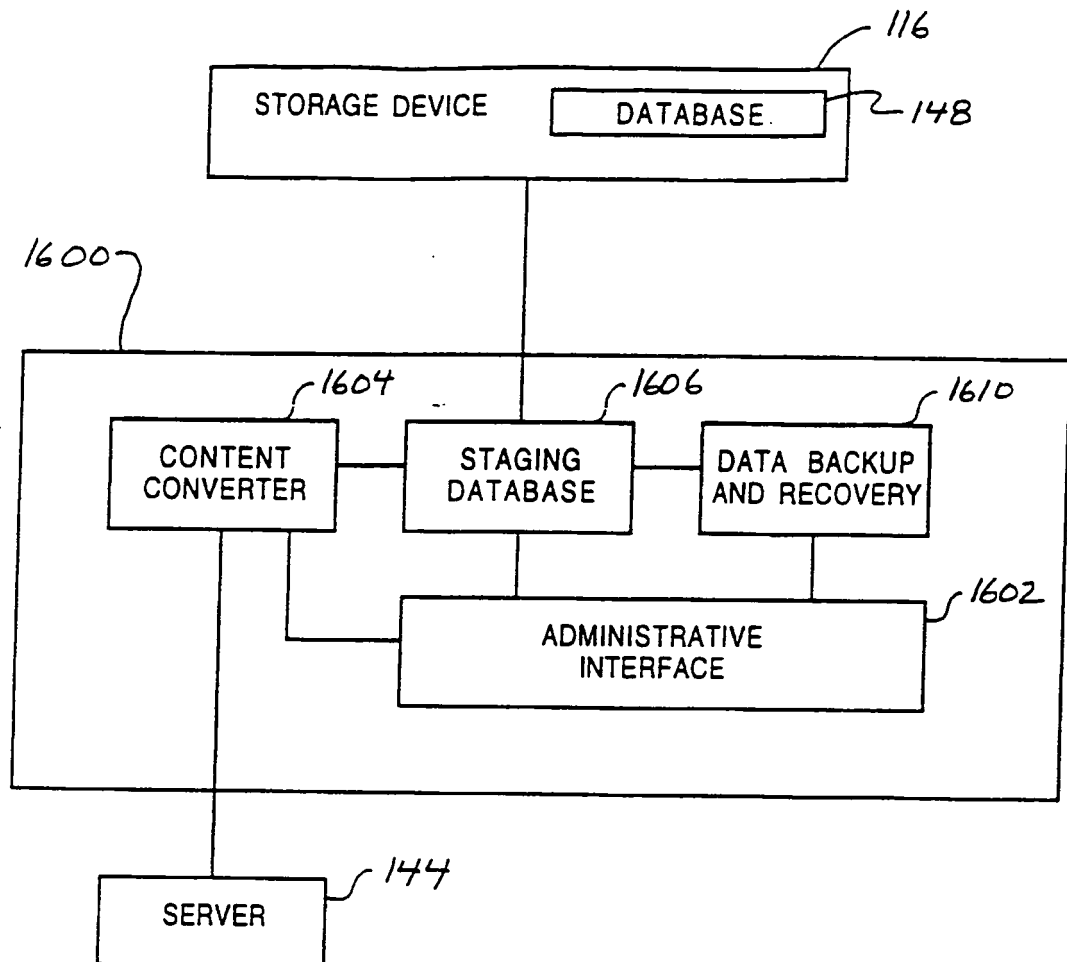 116
STORAGE DEVICE
DATABASE.
148
1600
1604
1606
1610
CONTENT
CONVERTER
STAGING
DATABASE
DATA BACKUP
AND RECOVERY
1602
ADMINISTRATIVE
INTERFACE
144
SERVER